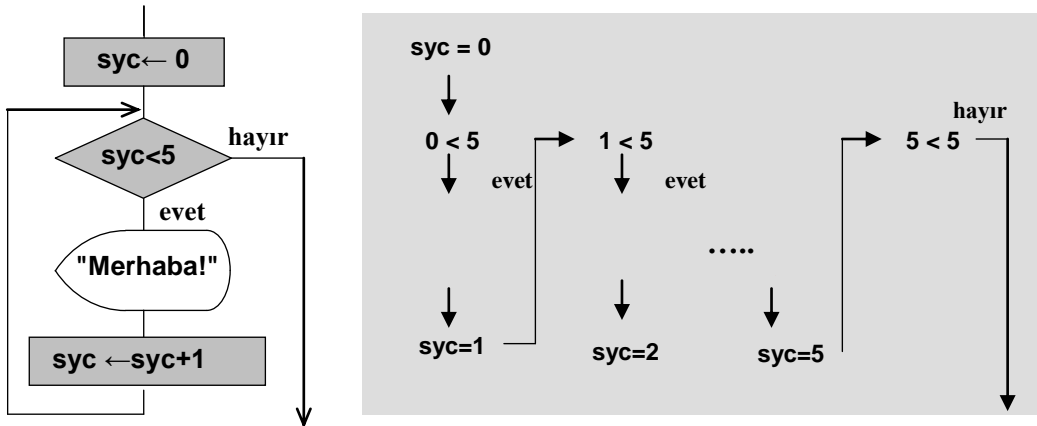 syc← 0
syc<5
hayır
evet
"Merhaba!"
syc ←syc+1
syc = 0
0 < 5
evet
syc=1
1 < 5
evet
syc=2
.....
syc=5
5 < 5
hayır